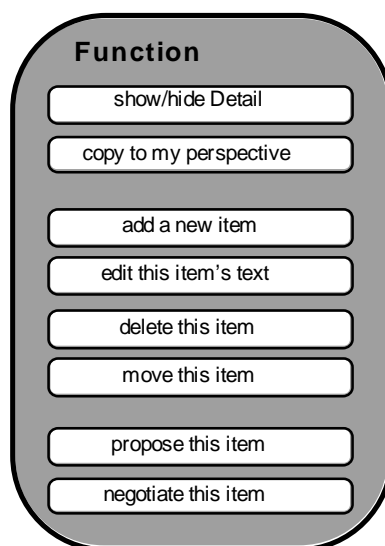 Function
show/hide Detail
copy to my perspective
add a new item
edit this item's text
delete this item
move this item
propose this item
negotiate this item